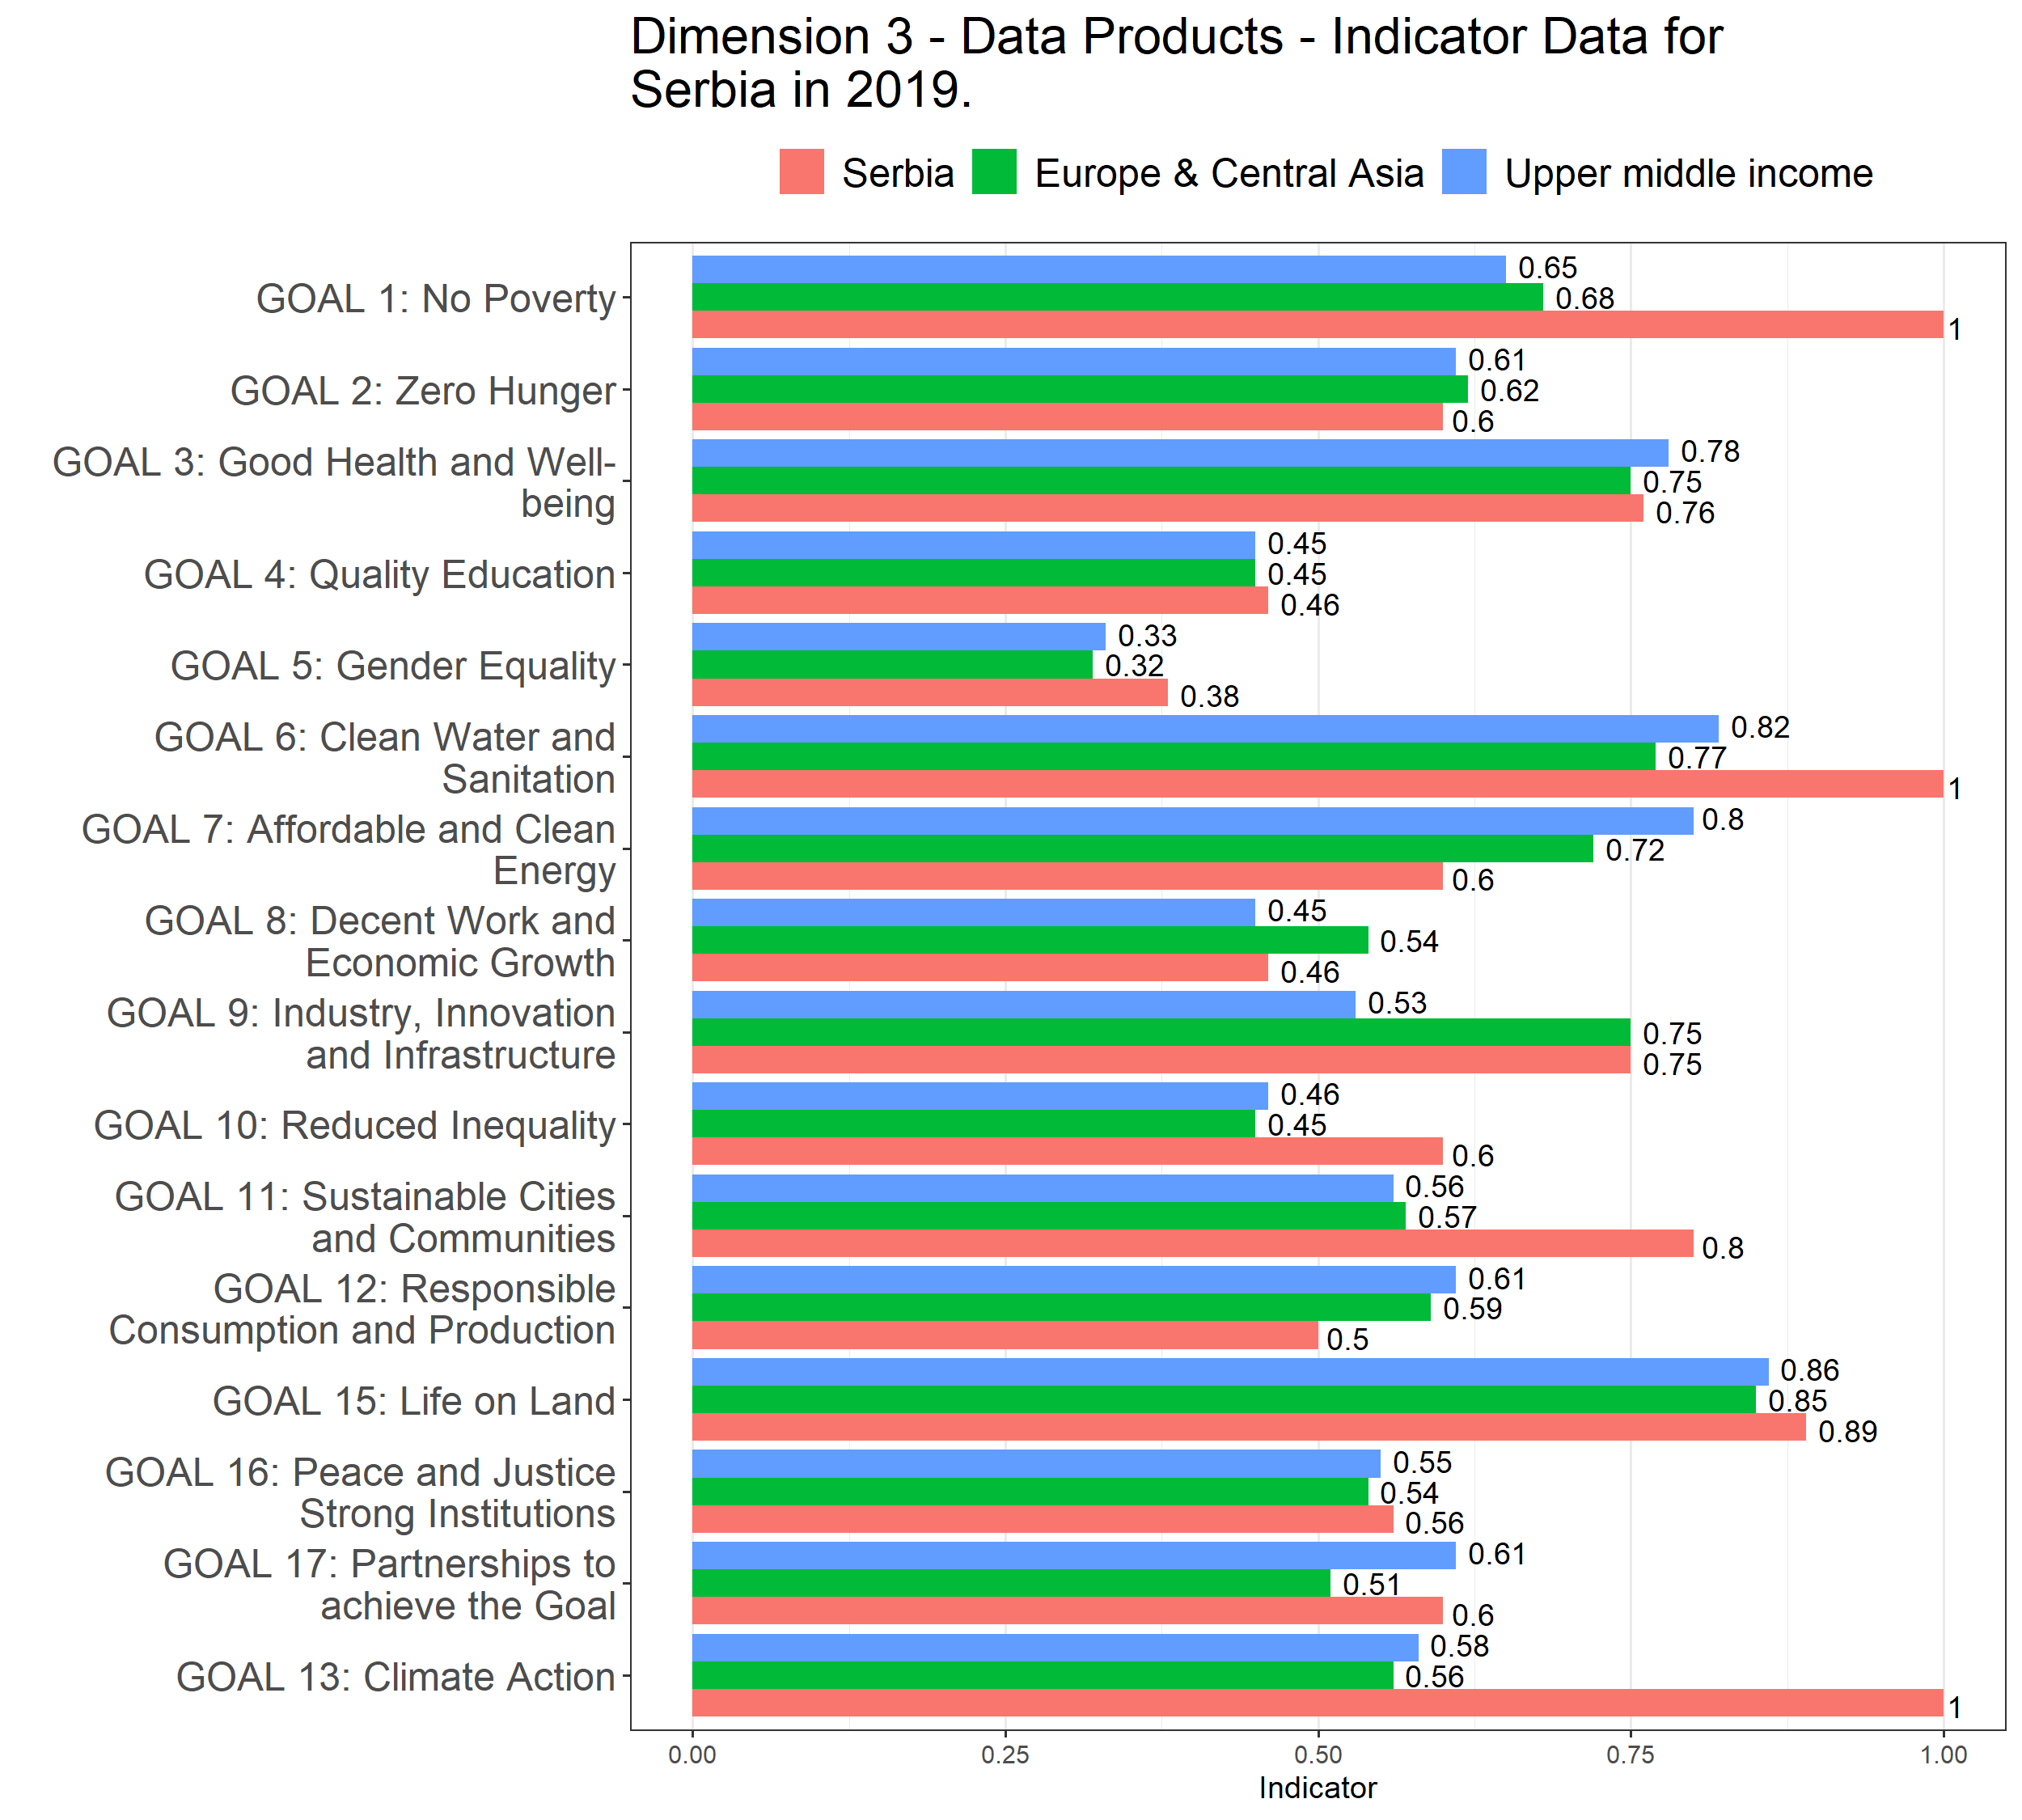 Dimension 3 - Data Products - Indicator Data for
Serbia in 2019.
Serbia Europe & Central Asia Upper middle income
GOAL 1: No Poverty
0.65
0.68
1
GOAL 2: Zero Hunger
0.61
0.62
0.6
GOAL 3: Good Health and Well-
being
0.78
0.75
0.76
GOAL 4: Quality Education
0.45
0.45
0.46
GOAL 5: Gender Equality
0.33
0.32
0.38
GOAL 6: Clean Water and
Sanitation
0.82
0.77
1
GOAL 7: Affordable and Clean
Energy
0.8
0.72
0.6
GOAL 8: Decent Work and
Economic Growth
0.45
0.54
0.46
GOAL 9: Industry, Innovation
and Infrastructure
0.53
0.75
0.75
GOAL 10: Reduced Inequality
0.46
0.45
0.6
GOAL 11: Sustainable Cities
and Communities
0.56
0.57
0.8
GOAL 12: Responsible
Consumption and Production
0.61
0.59
0.5
GOAL 15: Life on Land
0.86
0.85
0.89
GOAL 16: Peace and Justice
Strong Institutions
0.55
0.54
0.56
GOAL 17: Partnerships to
achieve the Goal
0.61
0.51
0.6
GOAL 13: Climate Action
0.58
0.56
1
0.00 0.25 0.50 0.75 1.00
Indicator